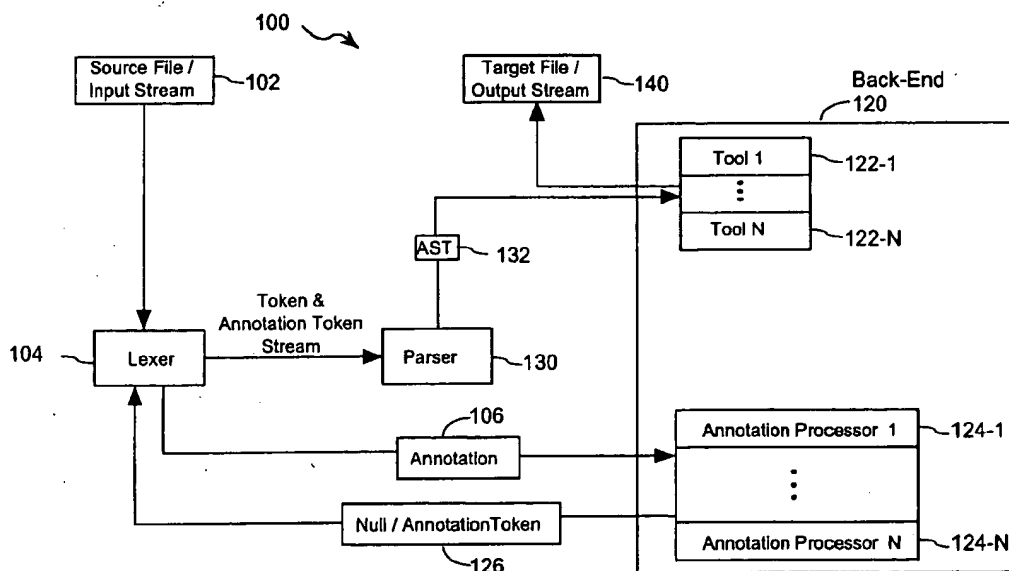 100
Source File /
Input Stream
102
Target File /
Output Stream
140
Back-End
120
Tool 1
122-1
Tool N
122-N
AST
132
Token &
Annotation Token
Stream
104
Lexer
Parser
130
106
Annotation
Annotation Processor 1
124-1
Null / AnnotationToken
126
Annotation Processor N
124-N